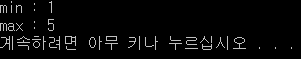 min : 1
max : 5
계속하려면 아무 키나 누르십시오 . . .